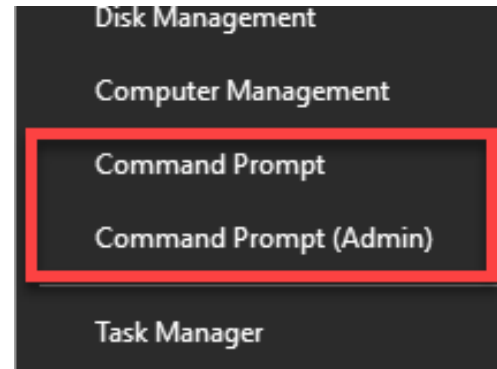 Disk Management
Computer Management
Command Prompt
Command Prompt (Admin)
Task Manager